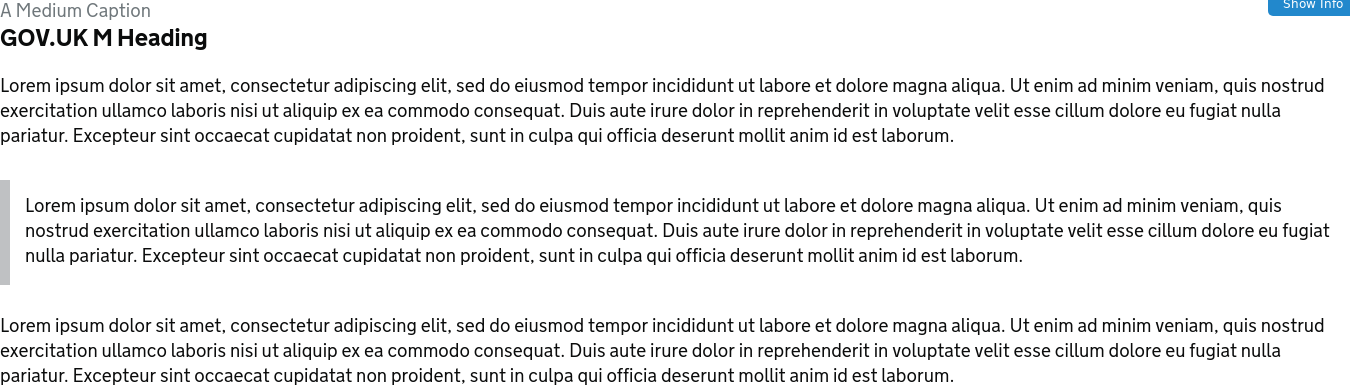 A Medium Caption
Show Info
GOV.UK M Heading
Lorem ipsum dolor sit amet, consectetur adipiscing elit, sed do eiusmod tempor incididunt ut labore et dolore magna aliqua. Ut enim ad minim veniam, quis nostrud
exercitation ullamco laboris nisi ut aliquip ex ea commodo consequat. Duis aute irure dolor in reprehenderit in voluptate velit esse cillum dolore eu fugiat nulla
pariatur. Excepteur sint occaecat cupidatat non proident, sunt in culpa qui officia deserunt mollit anim id est laborum.
Lorem ipsum dolor sit amet, consectetur adipiscing elit, sed do eiusmod tempor incididunt ut labore et dolore magna aliqua. Ut enim ad minim veniam, quis
nostrud exercitation ullamco laboris nisi ut aliquip ex ea commodo consequat. Duis aute irure dolor in reprehenderit in voluptate velit esse cillum dolore eu fugiat
nulla pariatur. Excepteur sint occaecat cupidatat non proident, sunt in culpa qui officia deserunt mollit anim id est laborum.
Lorem ipsum dolor sit amet, consectetur adipiscing elit, sed do eiusmod tempor incididunt ut labore et dolore magna aliqua. Ut enim ad minim veniam, quis nostrud
exercitation ullamco laboris nisi ut aliquip ex ea commodo consequat. Duis aute irure dolor in reprehenderit in voluptate velit esse cillum dolore eu fugiat nulla
pariatur. Excepteur sint occaecat cupidatat non proident, sunt in culpa qui officia deserunt mollit anim id est laborum.